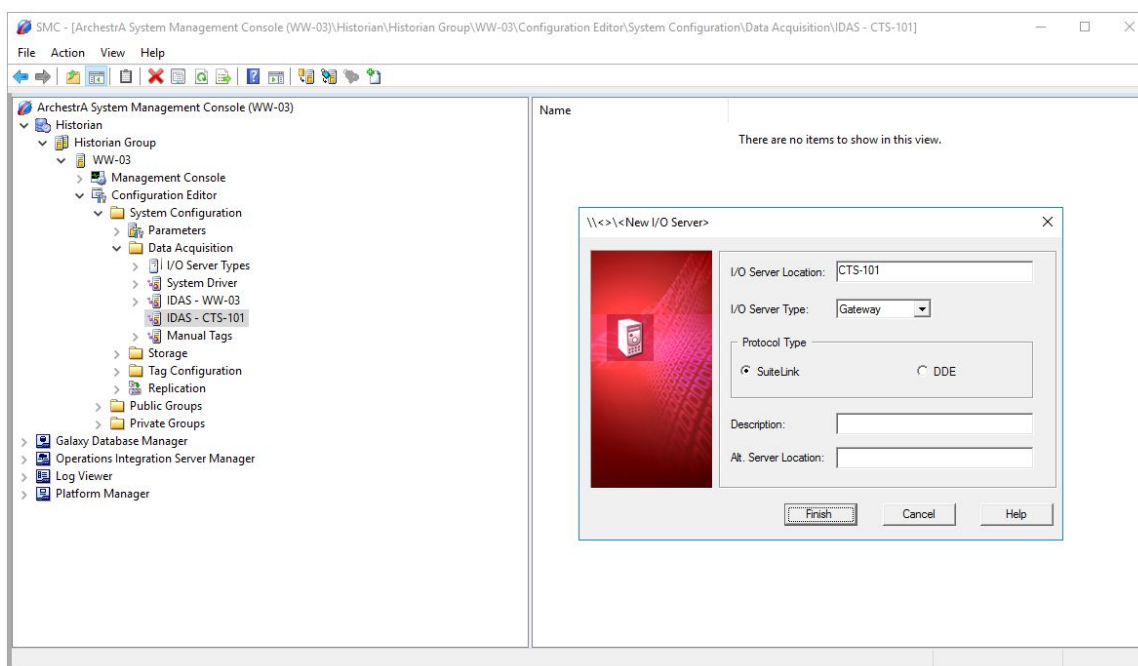 SMC - [ArchestrA System Management Console (WW-03)\Historian\Historian Group\WW-03\Configuration Editor\System Configuration\Data Acquisition\IDAS - CTS-101]
File Action View Help
ArchestrA System Management Console (WW-03)
Historian
Historian Group
WW-03
Management Console
Configuration Editor
System Configuration
Parameters
Data Acquisition
I/O Server Types
System Driver
IDAS - WW-03
IDAS - CTS-101
Manual Tags
Storage
Tag Configuration
Replication
Public Groups
Private Groups
Galaxy Database Manager
Operations Integration Server Manager
Log Viewer
Platform Manager
Name
There are no items to show in this view.
\\<>\<New I/O Server>
I/O Server Location: CTS-101
I/O Server Type: Gateway
Protocol Type
SuiteLink DDE
Description:
Alt. Server Location:
Finish Cancel Help